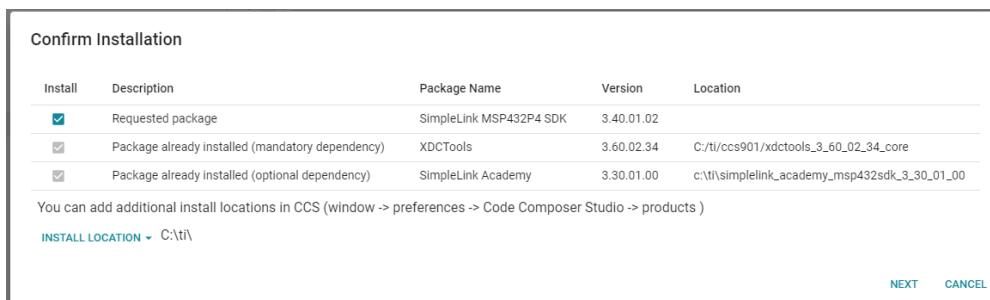 Confirm Installation
Install Description Package Name Version Location
Requested package SimpleLink MSP432P4 SDK 3.40.01.02
Package already installed (mandatory dependency) XDCTools 3.60.02.34 C:/ti/ccs901/xdctools_3_60_02_34_core
Package already installed (optional dependency) SimpleLink Academy 3.30.01.00 c:\ti\simplelink_academy_msp432sdk_3_30_01_00
You can add additional install locations in CCS (window -> preferences -> Code Composer Studio -> products )
INSTALL LOCATION C:\ti\
NEXT CANCEL